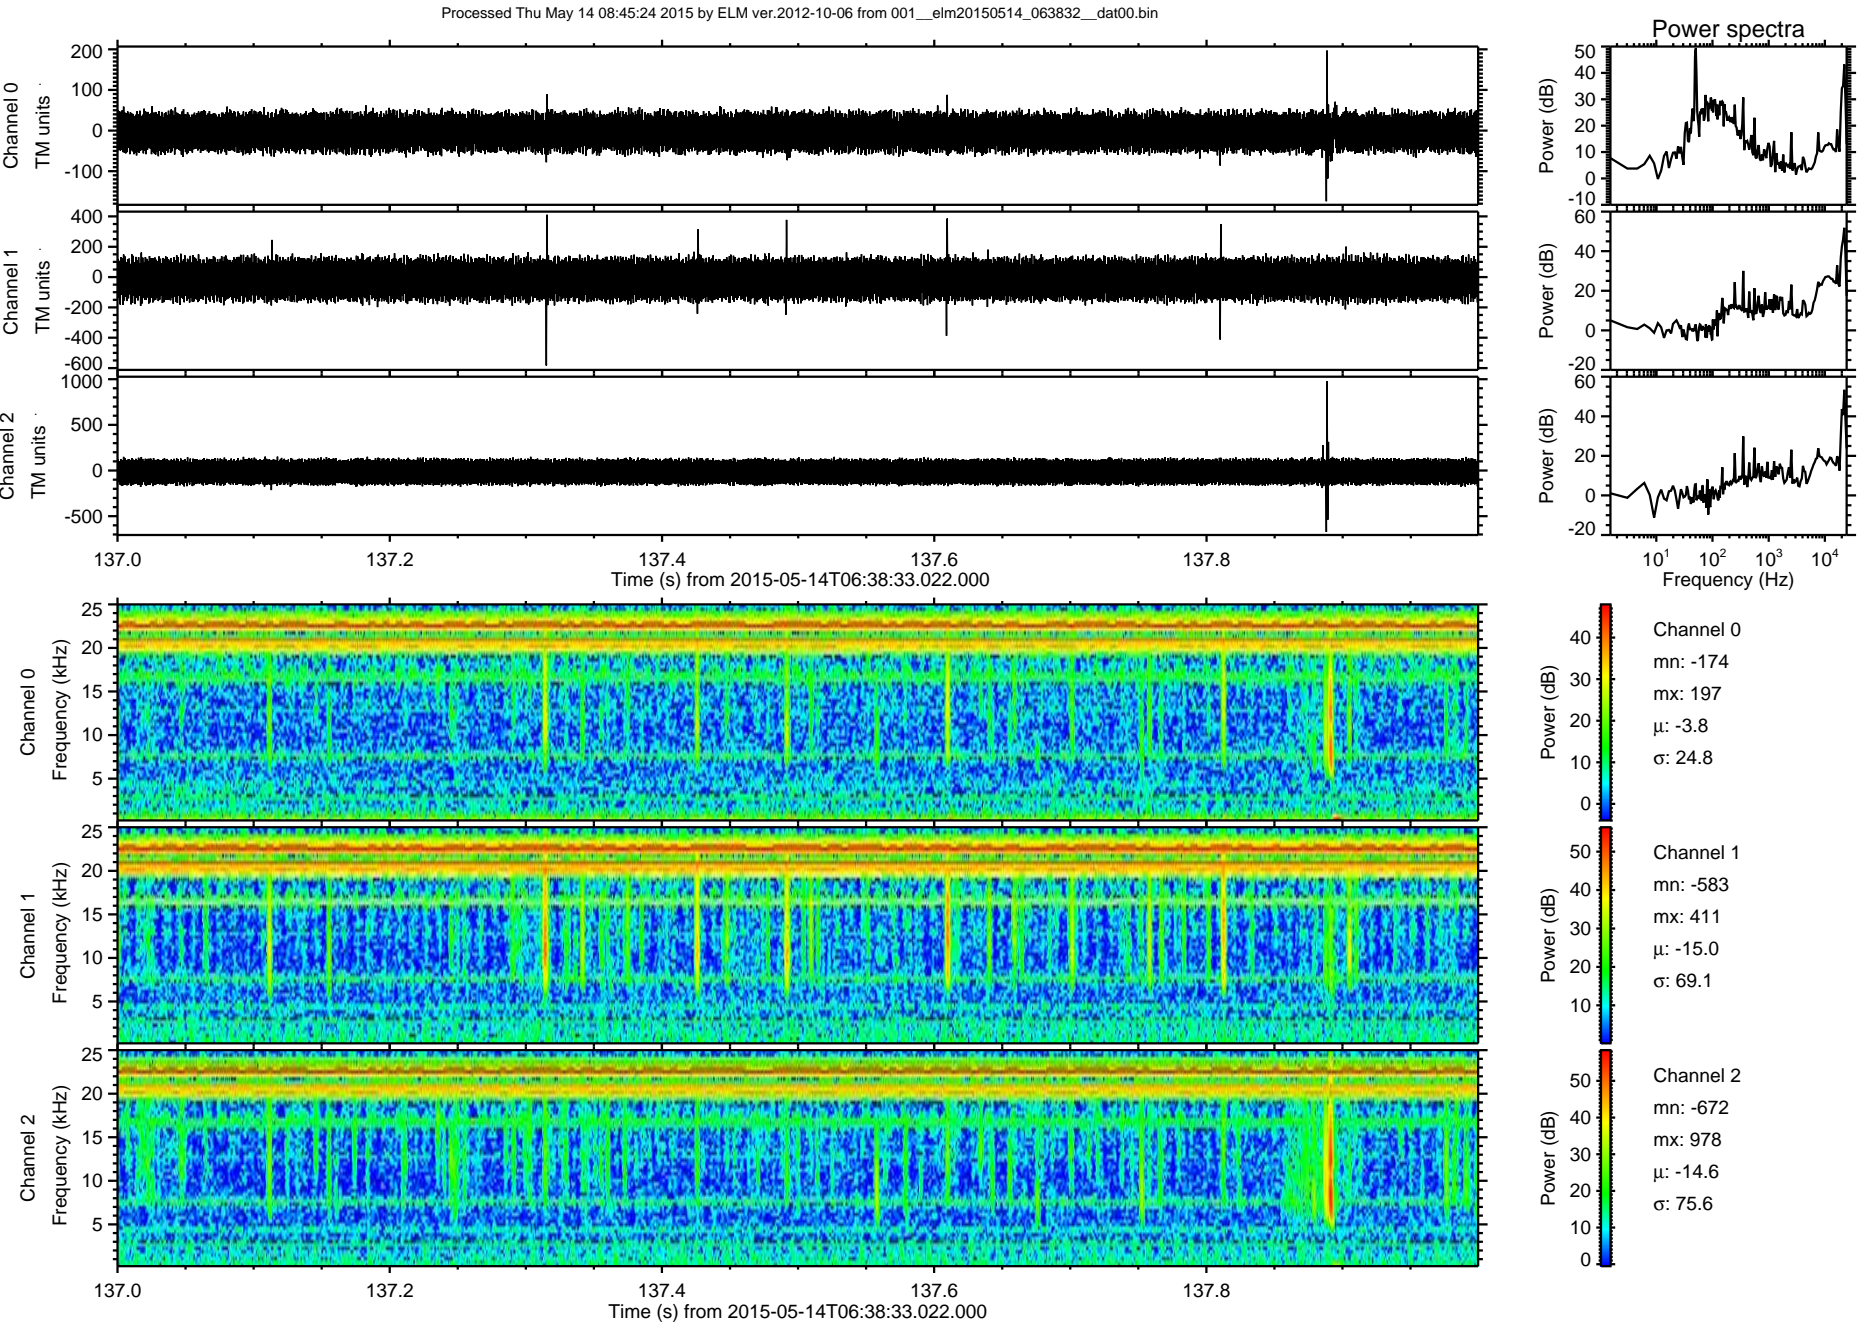 Processed Thu May 14 08:45:24 2015 by ELM ver.2012-10-06 from 001__elm20150514_063832__dat00.bin
Power spectra
Channel 0
TM units
200
100
0
-100
Power (dB)
50
40
30
20
10
0
-10
Channel 1
TM units
400
200
0
-200
-400
-600
Power (dB)
60
40
20
0
-20
Channel 2
TM units
1000
500
0
-500
Power (dB)
60
40
20
0
-20
137.0 137.2 137.4 137.6 137.8
Time (s) from 2015-05-14T06:38:33.022.000
10¹ 10² 10³ 10⁴
Frequency (Hz)
Channel 0
Frequency (kHz)
25
20
15
10
5
Power (dB)
40
30
20
10
0
Channel 0
mn: -174
mx: 197
μ: -3.8
σ: 24.8
Channel 1
Frequency (kHz)
25
20
15
10
5
Power (dB)
50
40
30
20
10
Channel 1
mn: -583
mx: 411
μ: -15.0
σ: 69.1
Channel 2
Frequency (kHz)
25
20
15
10
5
Power (dB)
50
40
30
20
10
0
Channel 2
mn: -672
mx: 978
μ: -14.6
σ: 75.6
137.0 137.2 137.4 137.6 137.8
Time (s) from 2015-05-14T06:38:33.022.000